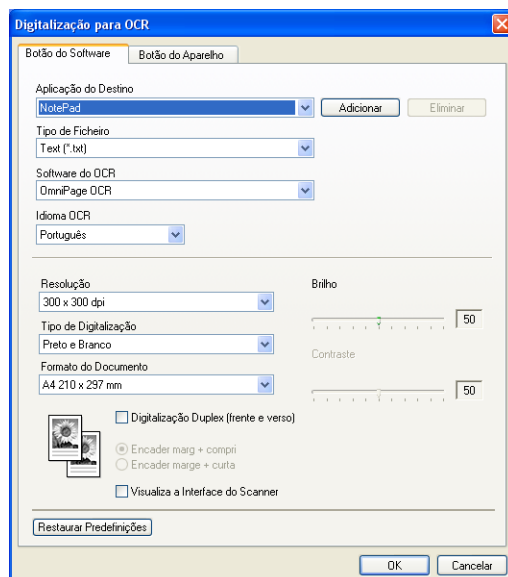 Digitalização para OCR
Botão do Software Botão do Aparelho
Aplicação do Destino
NotePad Adicionar Eliminar
Tipo de Ficheiro
Text (*.txt)
Software do OCR
OmniPage OCR
Idioma OCR
Português
Resolução Brilho
300 x 300 dpi
50
Tipo de Digitalização
Preto e Branco
Contraste
Formato do Documento
A4 210 x 297 mm
50
Digitalização Duplex (frente e verso)
Encader marg + compri
Encader marge + curta
Visualiza a Interface do Scanner
Restaurar Predefinições
OK Cancelar